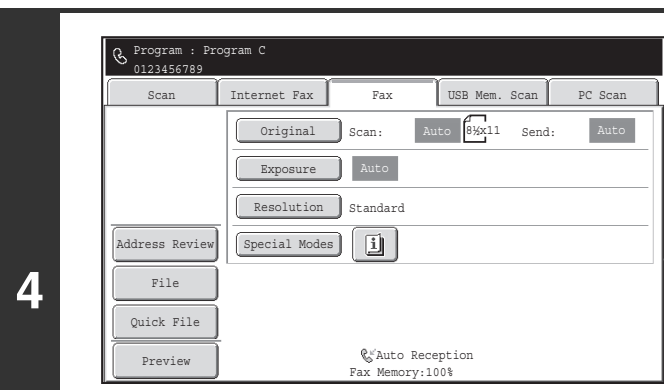 Program : Program C
0123456789
Scan Internet Fax Fax USB Mem. Scan PC Scan
Original Scan: Auto 8½x11 Send: Auto
Exposure Auto
Resolution Standard
Address Review Special Modes
File
4
Quick File
Preview
Auto Reception
Fax Memory:100%